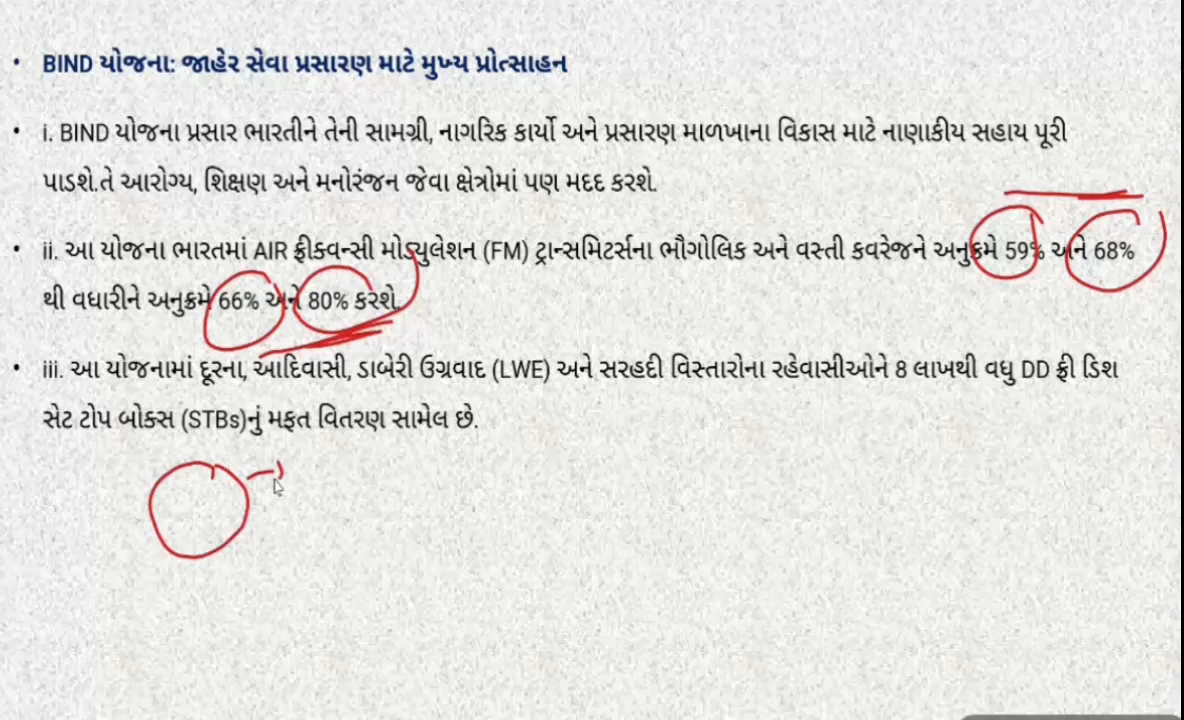 • BIND યોજના: જાહેર સેવા પ્રસારણ માટે મુખ્ય પ્રોત્સાહન
• i. BIND યોજના પ્રસાર ભારતીને તેની સામગ્રી, નાગરિક કાર્યો અને પ્રસારણ માળખાના વિકાસ માટે નાણાકીય સહાય પૂરી
પાડશે.તે આરોગ્ય, શિક્ષણ અને મનોરંજન જેવા ક્ષેત્રોમાં પણ મદદ કરશે.
• ii. આ યોજના ભારતમાં AIR ફ્રીક્વન્સી મોડ્યુલેશન (FM) ટ્રાન્સમિટર્સના ભૌગોલિક અને વસ્તી કવરેજને અનુક્રમે 59% અને 68%
થી વધારીને અનુક્રમે 66% અને 80% કરશે.
• iii. આ યોજનામાં દૂરના, આદિવાસી, ડાબેરી ઉગ્રવાદ (LWE) અને સરહદી વિસ્તારોના રહેવાસીઓને 8 લાખથી વધુ DD ફ્રી ડિશ
સેટ ટોપ બોક્સ (STBs)નું મફત વિતરણ સામેલ છે.